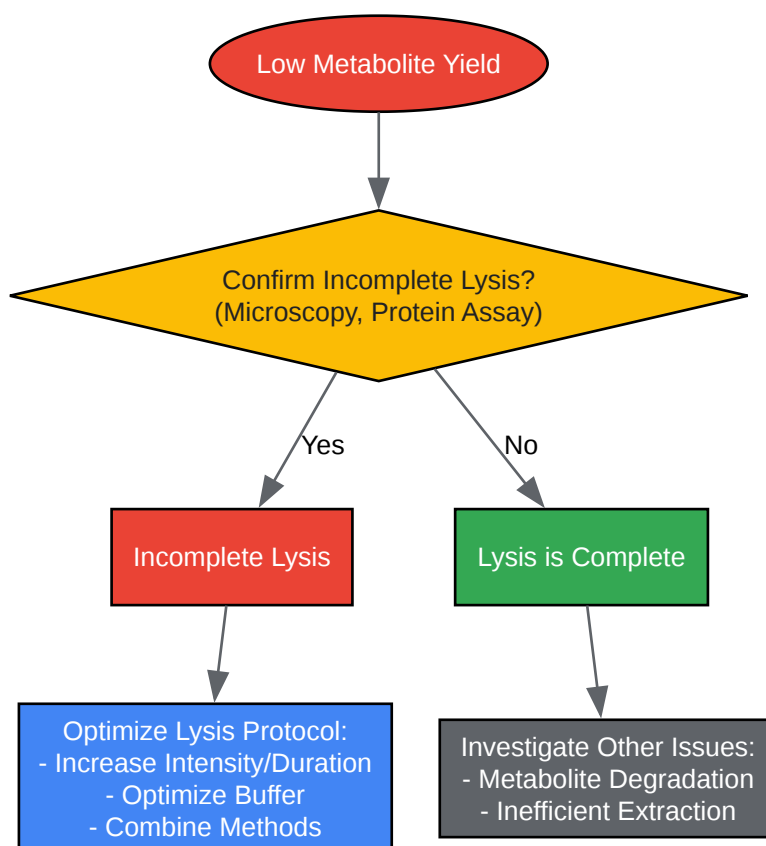 Low Metabolite Yield
Confirm Incomplete Lysis?
(Microscopy, Protein Assay)
Yes
No
Incomplete Lysis
Lysis is Complete
Optimize Lysis Protocol:
- Increase Intensity/Duration
- Optimize Buffer
- Combine Methods
Investigate Other Issues:
- Metabolite Degradation
- Inefficient Extraction